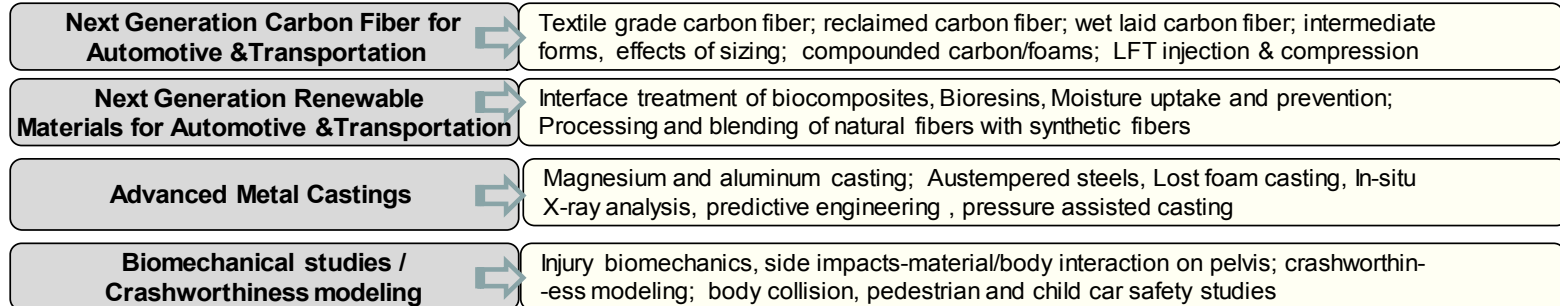 Next Generation Carbon Fiber for
Automotive &Transportation
Textile grade carbon fiber; reclaimed carbon fiber; wet laid carbon fiber; intermediate
forms, effects of sizing; compounded carbon/foams; LFT injection & compression
Next Generation Renewable
Materials for Automotive &Transportation
Interface treatment of biocomposites, Bioresins, Moisture uptake and prevention;
Processing and blending of natural fibers with synthetic fibers
Advanced Metal Castings
Magnesium and aluminum casting; Austempered steels, Lost foam casting, In-situ
X-ray analysis, predictive engineering , pressure assisted casting
Biomechanical studies /
Crashworthiness modeling
Injury biomechanics, side impacts-material/body interaction on pelvis; crashworthin-
-ess modeling; body collision, pedestrian and child car safety studies